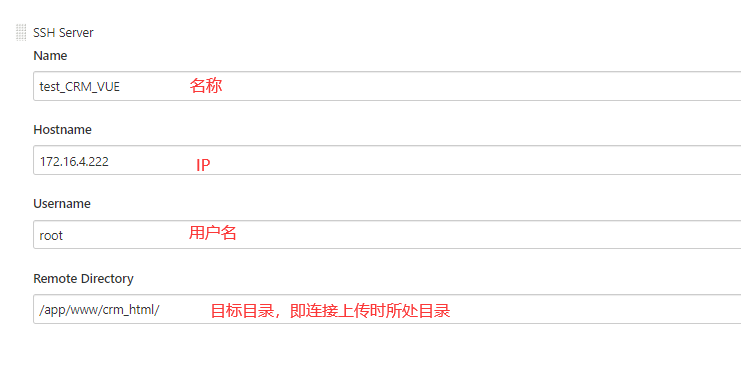 SSH Server
Name
test_CRM_VUE 名称
Hostname
172.16.4.222 IP
Username
root 用户名
Remote Directory
/app/www/crm_html/ 目标目录，即连接上传时所处目录